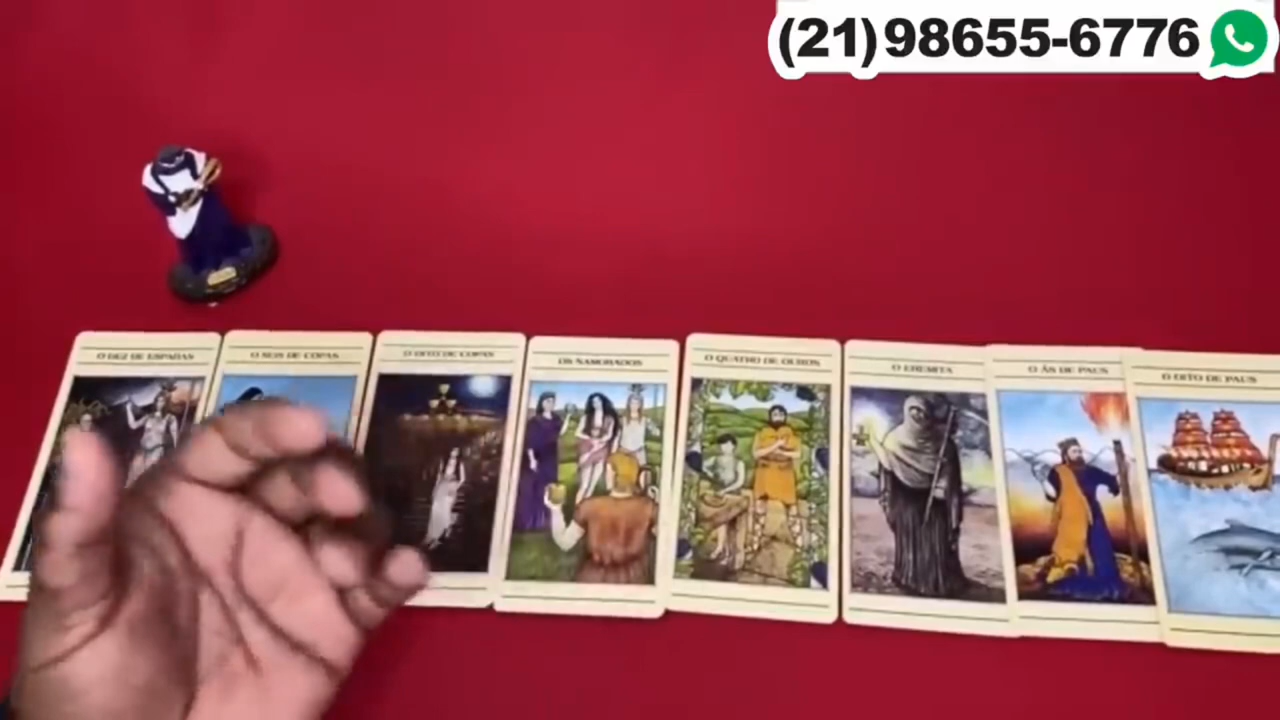 (21)98655-6776
O DEZ DE ESPADAS
O SEIS DE COPAS
O OITO DE COPAS
OS NAMORADOS
O QUATRO DE OUROS
O EREMITA
O ÁS DE PAUS
O OITO DE PAUS